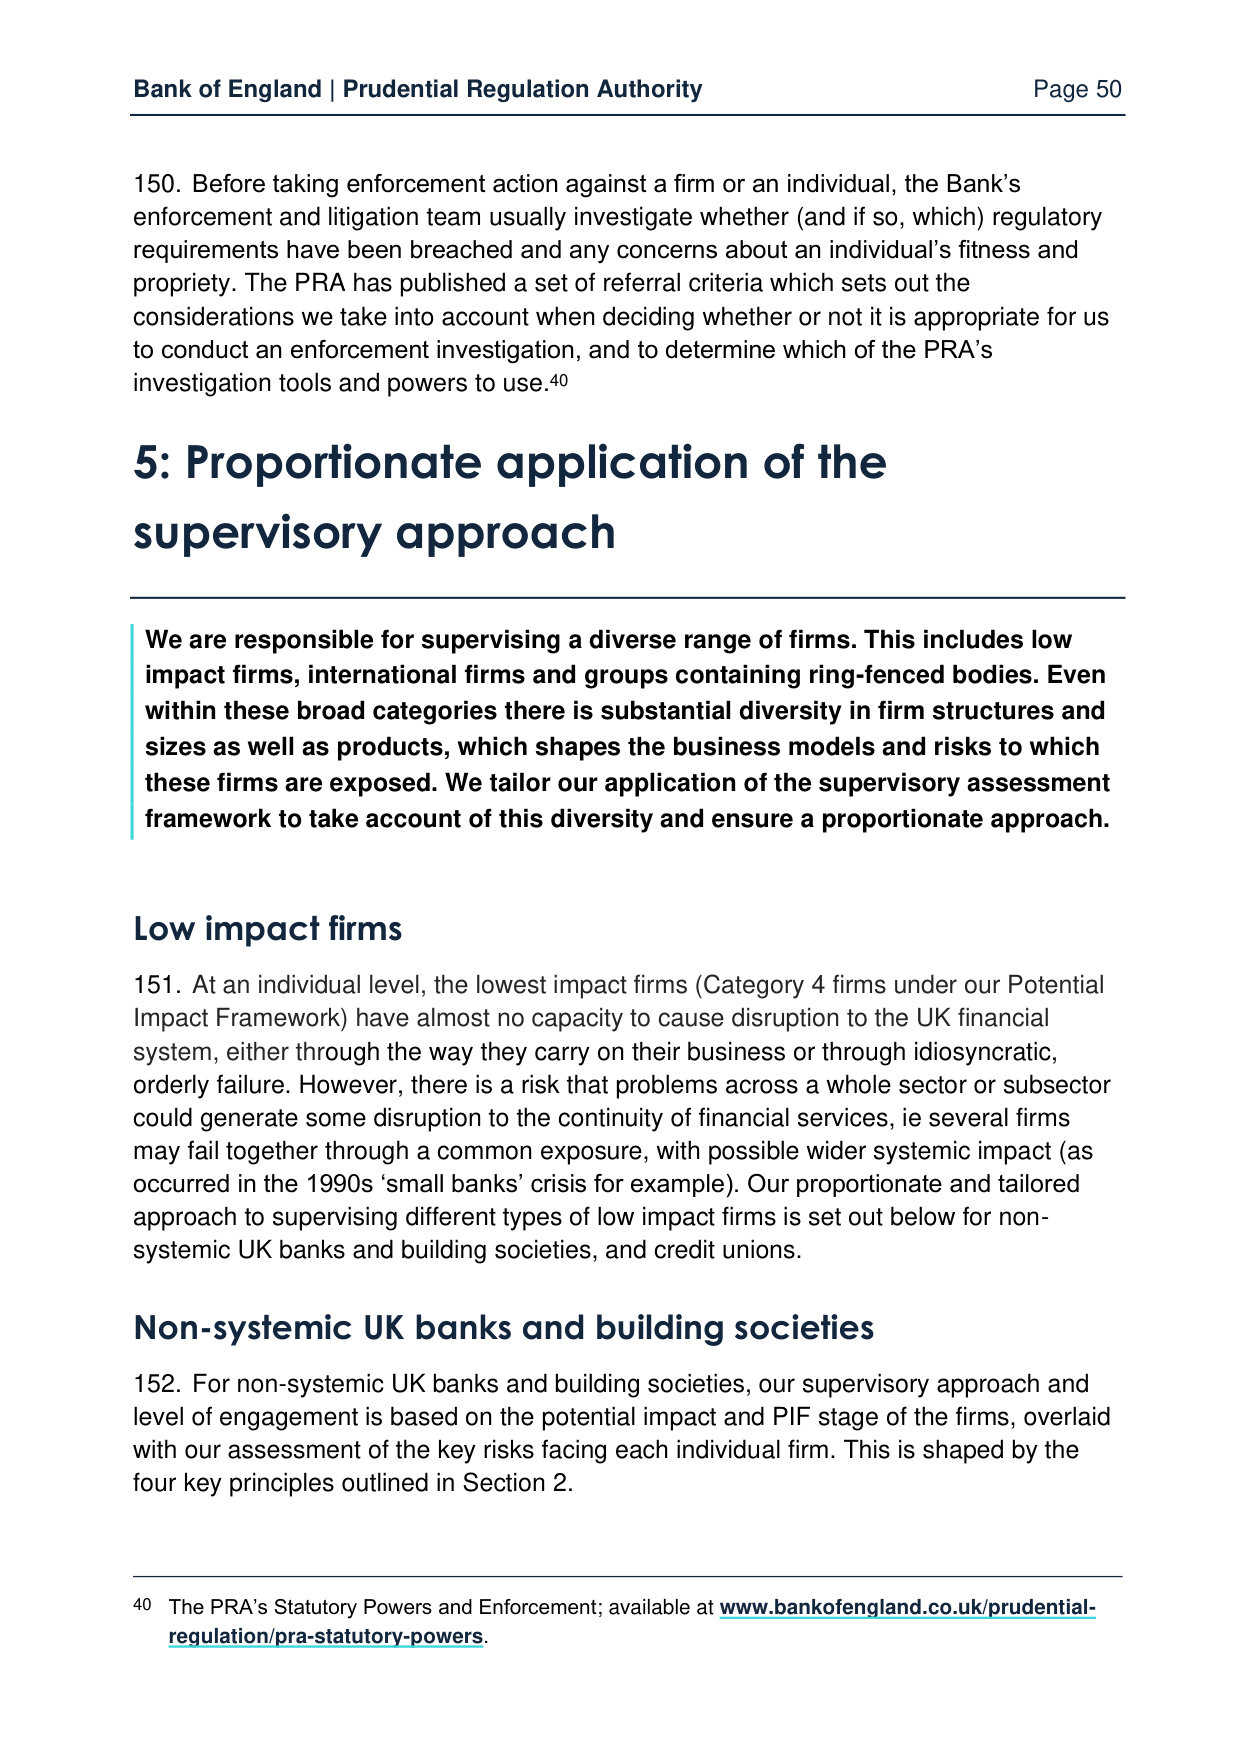 Bank of England | Prudential Regulation Authority Page 50
150. Before taking enforcement action against a firm or an individual, the Bank’s
enforcement and litigation team usually investigate whether (and if so, which) regulatory
requirements have been breached and any concerns about an individual’s fitness and
propriety. The PRA has published a set of referral criteria which sets out the
considerations we take into account when deciding whether or not it is appropriate for us
to conduct an enforcement investigation, and to determine which of the PRA’s
investigation tools and powers to use.40
5: Proportionate application of the
supervisory approach
We are responsible for supervising a diverse range of firms. This includes low
impact firms, international firms and groups containing ring-fenced bodies. Even
within these broad categories there is substantial diversity in firm structures and
sizes as well as products, which shapes the business models and risks to which
these firms are exposed. We tailor our application of the supervisory assessment
framework to take account of this diversity and ensure a proportionate approach.
Low impact firms
151. At an individual level, the lowest impact firms (Category 4 firms under our Potential
Impact Framework) have almost no capacity to cause disruption to the UK financial
system, either through the way they carry on their business or through idiosyncratic,
orderly failure. However, there is a risk that problems across a whole sector or subsector
could generate some disruption to the continuity of financial services, ie several firms
may fail together through a common exposure, with possible wider systemic impact (as
occurred in the 1990s ‘small banks’ crisis for example). Our proportionate and tailored
approach to supervising different types of low impact firms is set out below for non-
systemic UK banks and building societies, and credit unions.
Non-systemic UK banks and building societies
152. For non-systemic UK banks and building societies, our supervisory approach and
level of engagement is based on the potential impact and PIF stage of the firms, overlaid
with our assessment of the key risks facing each individual firm. This is shaped by the
four key principles outlined in Section 2.
40 The PRA’s Statutory Powers and Enforcement; available at www.bankofengland.co.uk/prudential-
regulation/pra-statutory-powers.